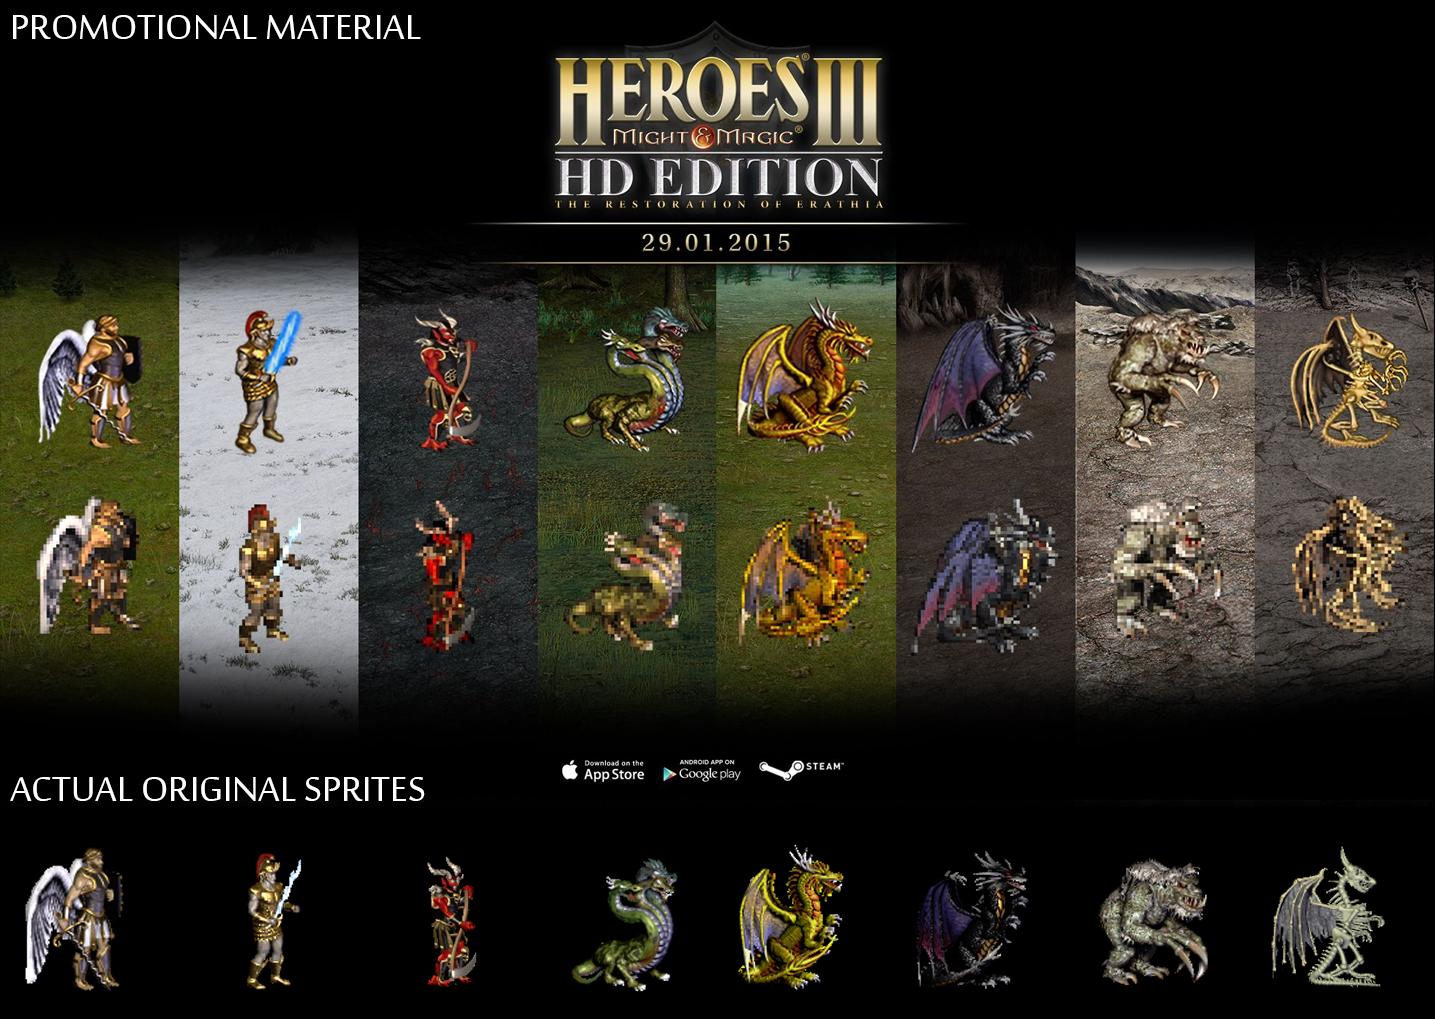 PROMOTIONAL MATERIAL
HEROES® III
MIGHT & MAGIC®
HD EDITION
THE RESTORATION OF ERATHIA
29.01.2015
Download on the
App Store
ANDROID APP ON
Google play
STEAM™
ACTUAL ORIGINAL SPRITES